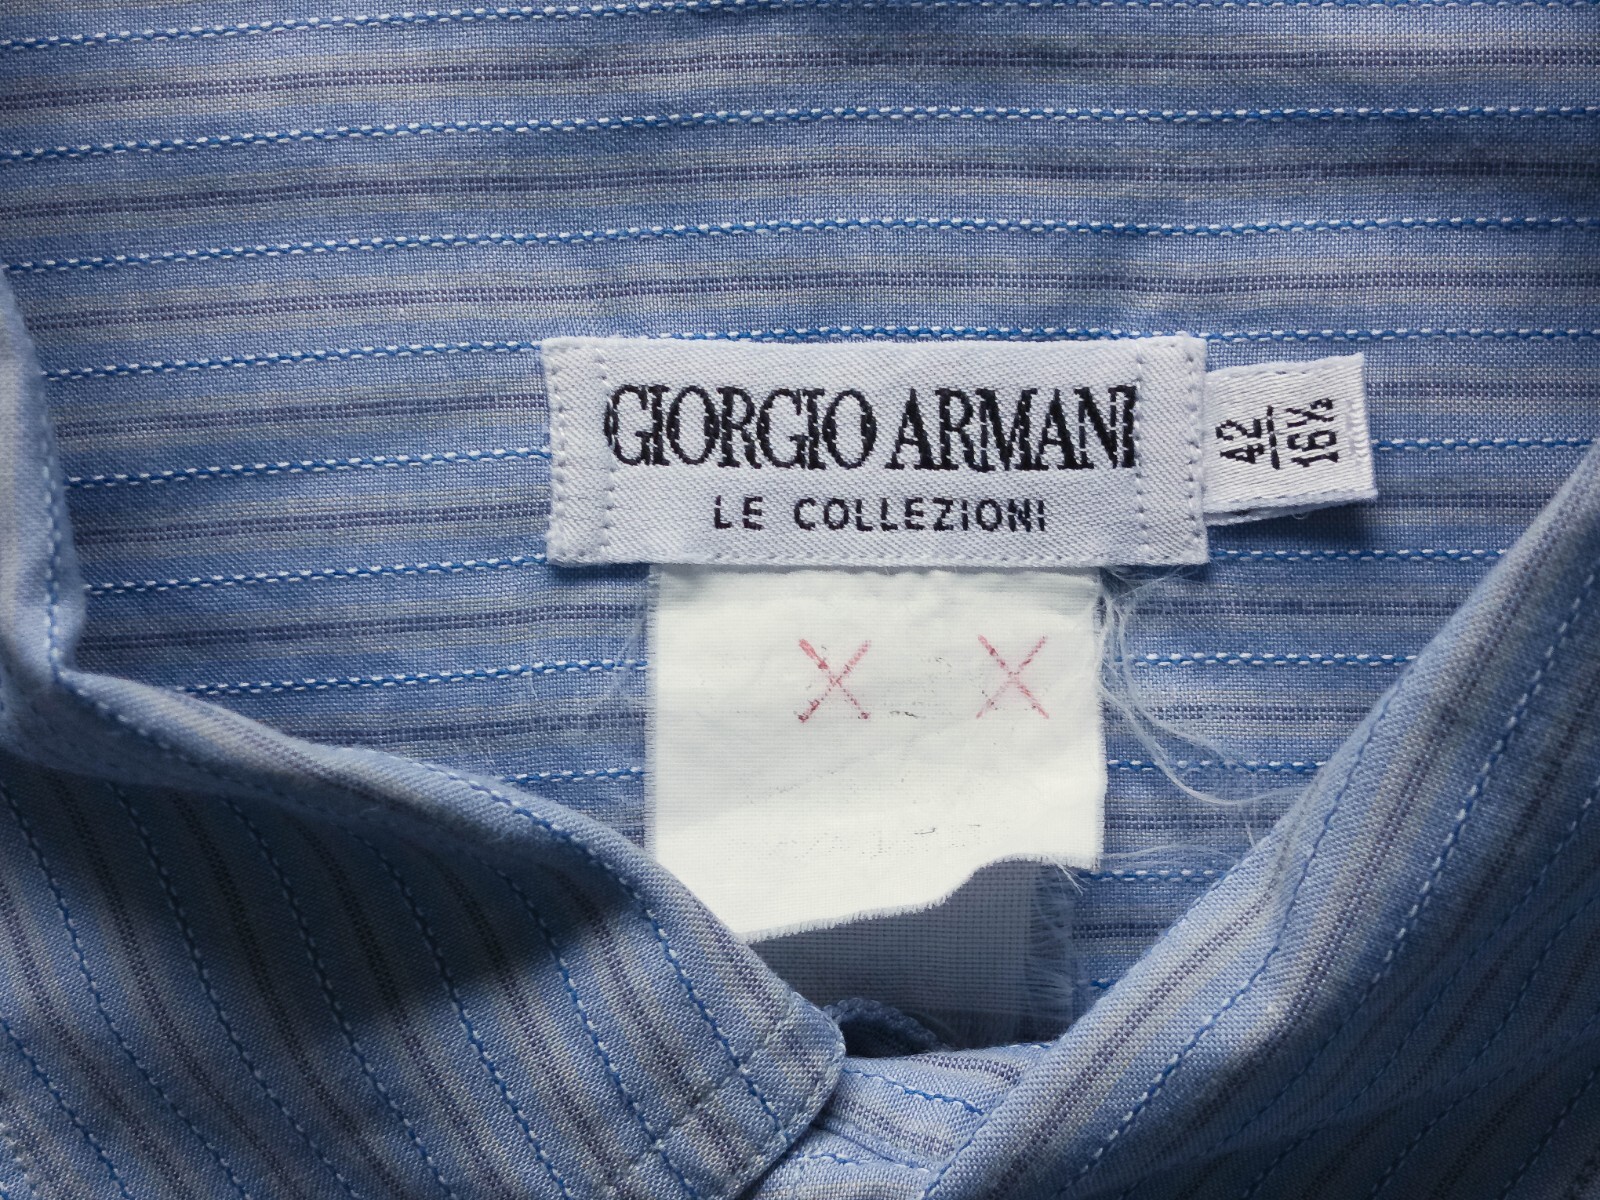 GIORGIO ARMANI
LE COLLEZIONI
42
16½
X X